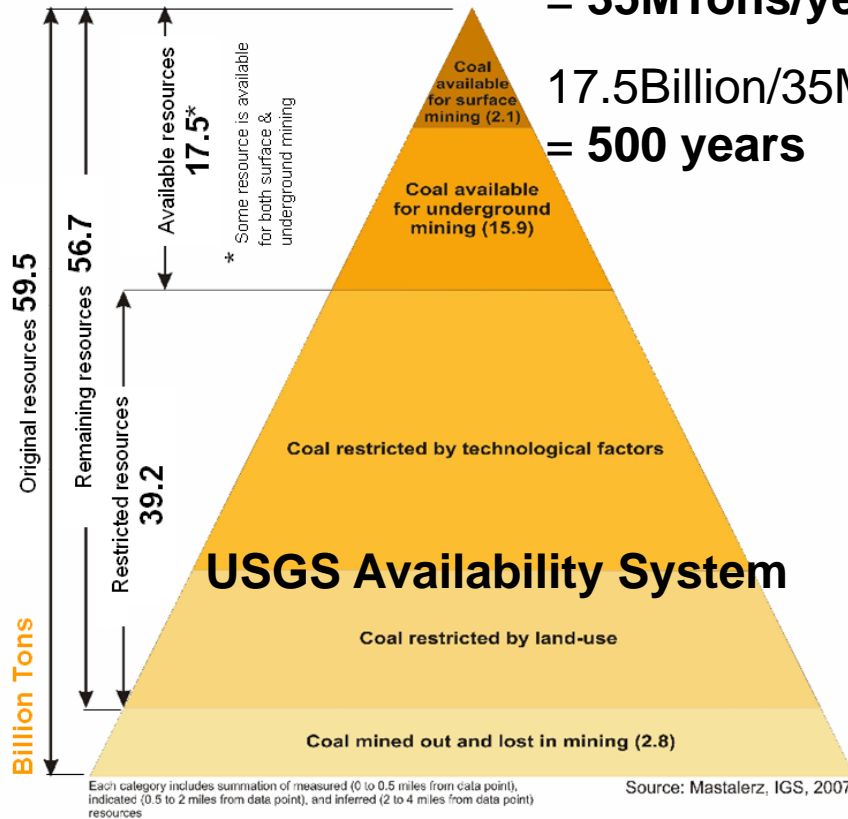 = 35MTons/ye
17.5Billion/35M
= 500 years
Original resources 59.5
Remaining resources 56.7
Available resources
17.5*
* Some resource is available
for both surface &
underground mining
Restricted resources
39.2
Billion Tons
Coal
available
for surface
mining (2.1)
Coal available
for underground
mining (15.9)
Coal restricted by technological factors
USGS Availability System
Coal restricted by land-use
Coal mined out and lost in mining (2.8)
Each category includes summation of measured (0 to 0.5 miles from data point),
indicated (0.5 to 2 miles from data point), and inferred (2 to 4 miles from data point)
resources
Source: Mastalerz, IGS, 2007